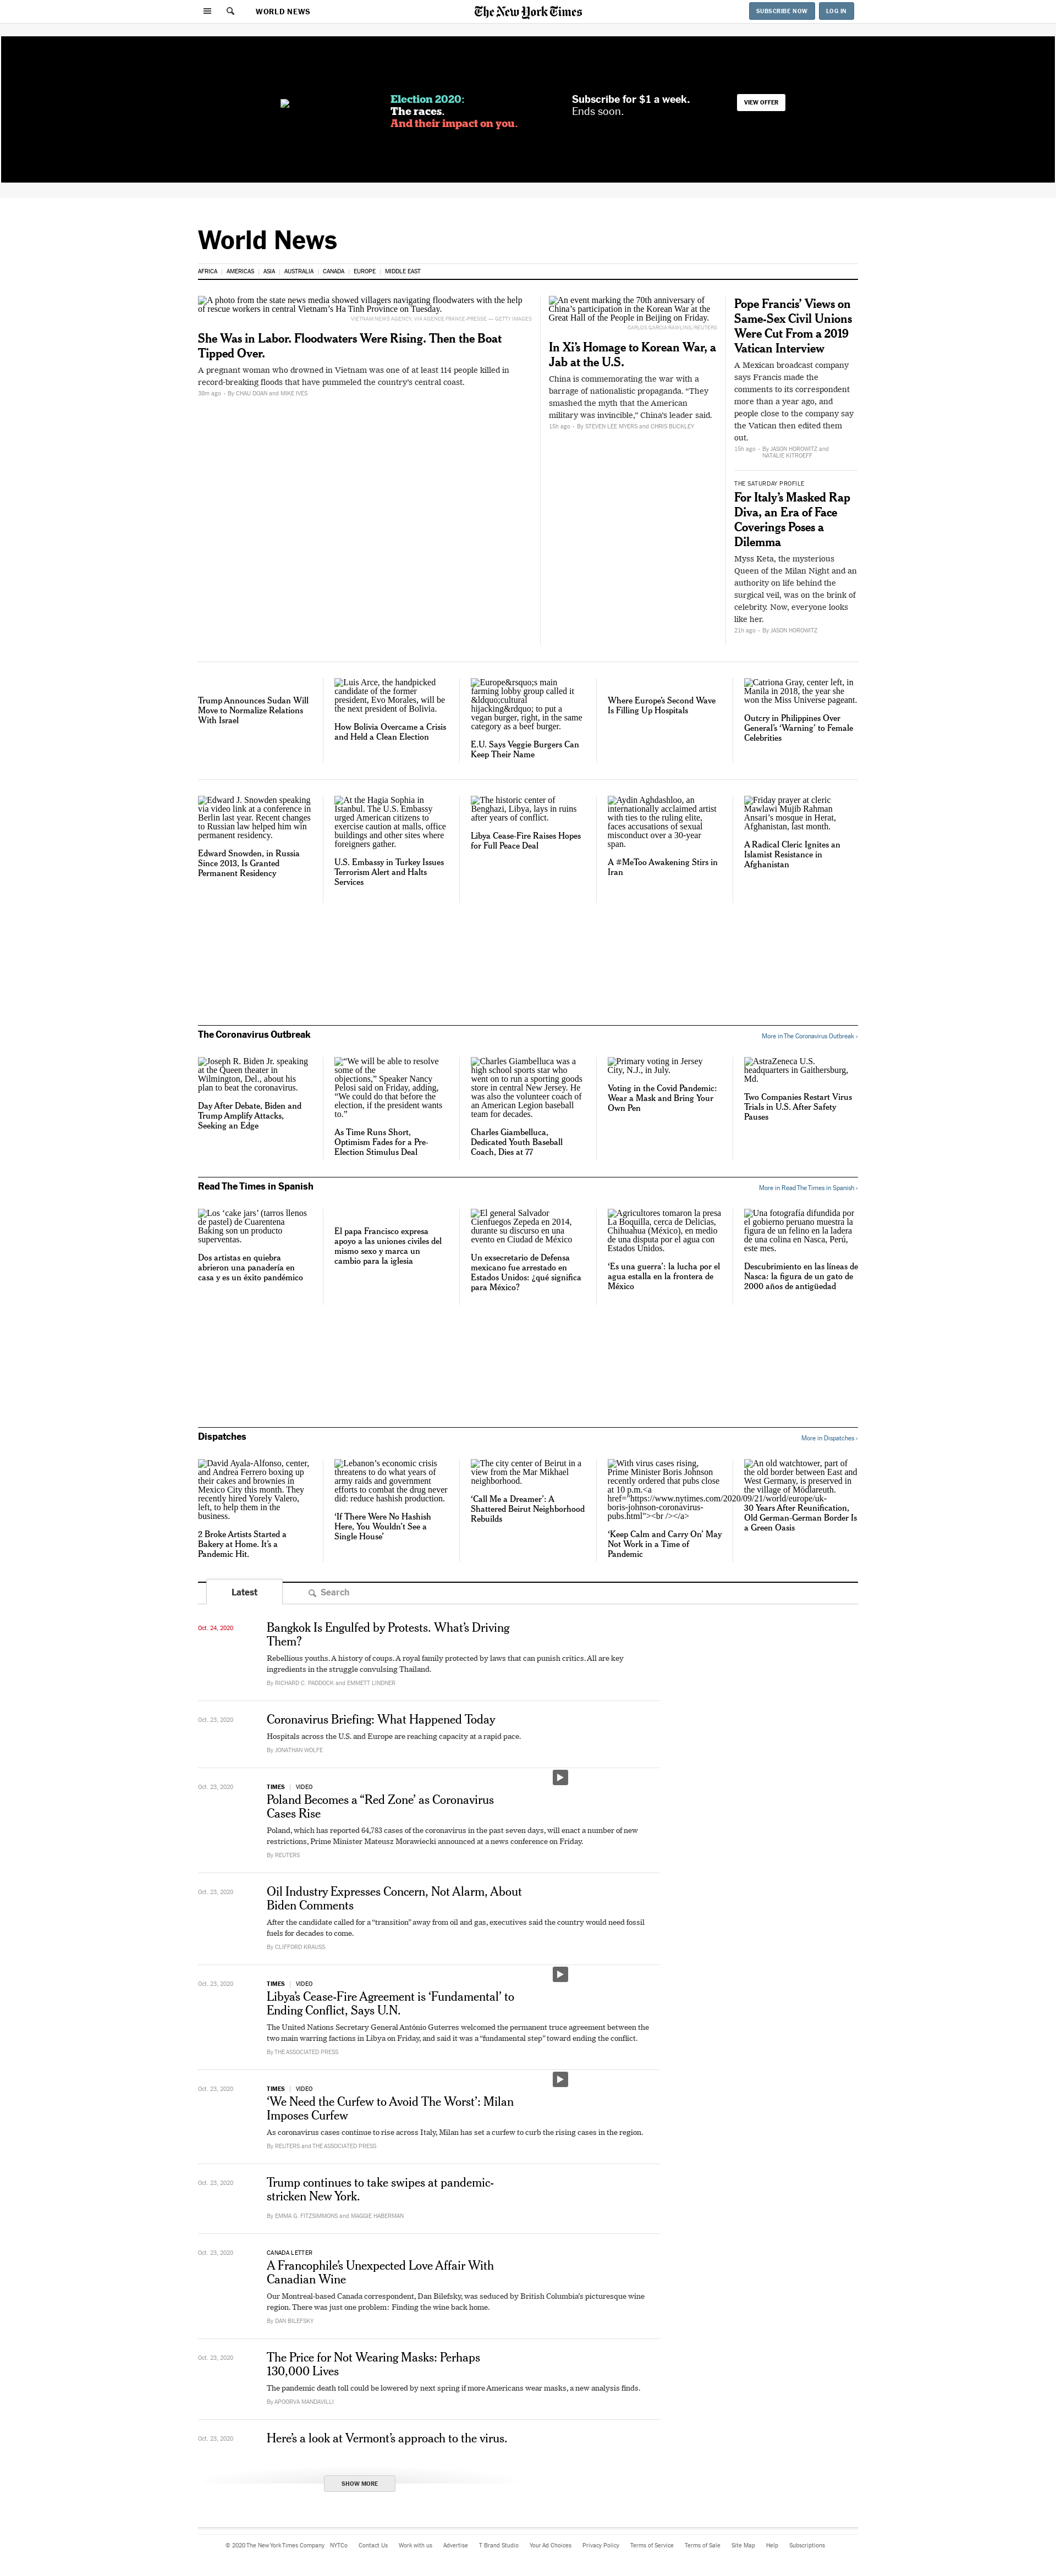 WORLD NEWS
The New York Times
SUBSCRIBE NOW
LOG IN
Election 2020:
The races.
And their impact on you.
Subscribe for $1 a week.
Ends soon.
VIEW OFFER
World News
AFRICA | AMERICAS | ASIA | AUSTRALIA | CANADA | EUROPE | MIDDLE EAST
A photo from the state news media showed villagers navigating floodwaters with the help
of rescue workers in central Vietnam's Ha Tinh Province on Tuesday.
VIETNAM NEWS AGENCY, VIA AGENCE FRANCE-PRESSE — GETTY IMAGES
She Was in Labor. Floodwaters Were Rising. Then the Boat
Tipped Over.
A pregnant woman who drowned in Vietnam was one of at least 114 people killed in
record-breaking floods that have pummeled the country's central coast.
38m ago - By CHAU DOAN and MIKE IVES
An event marking the 70th anniversary of
China's participation in the Korean War at the
Great Hall of the People in Beijing on Friday.
CARLOS GARCIA RAWLINS/REUTERS
In Xi's Homage to Korean War, a
Jab at the U.S.
China is commemorating the war with a
barrage of nationalistic propaganda. “They
smashed the myth that the American
military was invincible,” China's leader said.
15h ago - By STEVEN LEE MYERS and CHRIS BUCKLEY
Pope Francis' Views on
Same-Sex Civil Unions
Were Cut From a 2019
Vatican Interview
A Mexican broadcast company
says Francis made the
comments to its correspondent
more than a year ago, and
people close to the company say
the Vatican then edited them
out.
15h ago - By JASON HOROWITZ and
NATALIE KITROEFF
THE SATURDAY PROFILE
For Italy's Masked Rap
Diva, an Era of Face
Coverings Poses a
Dilemma
Myss Keta, the mysterious
Queen of the Milan Night and an
authority on life behind the
surgical veil, was on the brink of
celebrity. Now, everyone looks
like her.
21h ago - By JASON HOROWITZ
Trump Announces Sudan Will
Move to Normalize Relations
With Israel
Luis Arce, the handpicked
candidate of the former
president, Evo Morales, will be
the next president of Bolivia.
How Bolivia Overcame a Crisis
and Held a Clean Election
Europe&rsquo;s main
farming lobby group called it
&ldquo;cultural
hijacking&rdquo; to put a
vegan burger, right, in the same
category as a beef burger.
E.U. Says Veggie Burgers Can
Keep Their Name
Where Europe's Second Wave
Is Filling Up Hospitals
Catriona Gray, center left, in
Manila in 2018, the year she
won the Miss Universe pageant.
Outcry in Philippines Over
General's ‘Warning’ to Female
Celebrities
Edward J. Snowden speaking
via video link at a conference in
Berlin last year. Recent changes
to Russian law helped him win
permanent residency.
Edward Snowden, in Russia
Since 2013, Is Granted
Permanent Residency
At the Hagia Sophia in
Istanbul. The U.S. Embassy
urged American citizens to
exercise caution at malls, office
buildings and other sites where
foreigners gather.
U.S. Embassy in Turkey Issues
Terrorism Alert and Halts
Services
The historic center of
Benghazi, Libya, lays in ruins
after years of conflict.
Libya Cease-Fire Raises Hopes
for Full Peace Deal
Aydin Aghdashloo, an
internationally acclaimed artist
with ties to the ruling elite,
faces accusations of sexual
misconduct over a 30-year
span.
A #MeToo Awakening Stirs in
Iran
Friday prayer at cleric
Mawlawi Mujib Rahman
Ansari's mosque in Herat,
Afghanistan, last month.
A Radical Cleric Ignites an
Islamist Resistance in
Afghanistan
The Coronavirus Outbreak
More in The Coronavirus Outbreak ›
Joseph R. Biden Jr. speaking
at the Queen theater in
Wilmington, Del., about his
plan to beat the coronavirus.
Day After Debate, Biden and
Trump Amplify Attacks,
Seeking an Edge
“We will be able to resolve
some of the
objections,” Speaker Nancy
Pelosi said on Friday, adding,
“We could do that before the
election, if the president wants
to.”
As Time Runs Short,
Optimism Fades for a Pre-
Election Stimulus Deal
Charles Giambelluca was a
high school sports star who
went on to run a sporting goods
store in central New Jersey. He
was also the volunteer coach of
an American Legion baseball
team for decades.
Charles Giambelluca,
Dedicated Youth Baseball
Coach, Dies at 77
Primary voting in Jersey
City, N.J., in July.
Voting in the Covid Pandemic:
Wear a Mask and Bring Your
Own Pen
AstraZeneca U.S.
headquarters in Gaithersburg,
Md.
Two Companies Restart Virus
Trials in U.S. After Safety
Pauses
Read The Times in Spanish
More in Read The Times in Spanish ›
Los ‘cake jars’ (tarros llenos
de pastel) de Cuarentena
Baking son un producto
superventas.
Dos artistas en quiebra
abrieron una panadería en
casa y es un éxito pandémico
El papa Francisco expresa
apoyo a las uniones civiles del
mismo sexo y marca un
cambio para la iglesia
El general Salvador
Cienfuegos Zepeda en 2014,
durante su discurso en una
evento en Ciudad de México
Un exsecretario de Defensa
mexicano fue arrestado en
Estados Unidos: ¿qué significa
para México?
Agricultores tomaron la presa
La Boquilla, cerca de Delicias,
Chihuahua (México), en medio
de una disputa por el agua con
Estados Unidos.
‘Es una guerra’: la lucha por el
agua estalla en la frontera de
México
Una fotografía difundida por
el gobierno peruano muestra la
figura de un felino en la ladera
de una colina en Nasca, Perú,
este mes.
Descubrimiento en las líneas de
Nasca: la figura de un gato de
2000 años de antigüedad
Dispatches
More in Dispatches ›
David Ayala-Alfonso, center,
and Andrea Ferrero boxing up
their cakes and brownies in
Mexico City this month. They
recently hired Yorely Valero,
left, to help them in the
business.
2 Broke Artists Started a
Bakery at Home. It's a
Pandemic Hit.
Lebanon's economic crisis
threatens to do what years of
army raids and government
efforts to combat the drug never
did: reduce hashish production.
‘If There Were No Hashish
Here, You Wouldn't See a
Single House’
The city center of Beirut in a
view from the Mar Mikhael
neighborhood.
‘Call Me a Dreamer’: A
Shattered Beirut Neighborhood
Rebuilds
With virus cases rising,
Prime Minister Boris Johnson
recently ordered that pubs close
at 10 p.m.<a
href="https://www.nytimes.com/2020/09/21/world/europe/uk-
boris-johnson-coronavirus-
pubs.html"><br /></a>
‘Keep Calm and Carry On’ May
Not Work in a Time of
Pandemic
An old watchtower, part of
the old border between East and
West Germany, is preserved in
the village of Mödlareuth.
30 Years After Reunification,
Old German-German Border Is
a Green Oasis
Latest
Search
Oct. 24, 2020
Bangkok Is Engulfed by Protests. What's Driving
Them?
Rebellious youths. A history of coups. A royal family protected by laws that can punish critics. All are key
ingredients in the struggle convulsing Thailand.
By RICHARD C. PADDOCK and EMMETT LINDNER
Oct. 23, 2020
Coronavirus Briefing: What Happened Today
Hospitals across the U.S. and Europe are reaching capacity at a rapid pace.
By JONATHAN WOLFE
Oct. 23, 2020
TIMES | VIDEO
Poland Becomes a “Red Zone’ as Coronavirus
Cases Rise
Poland, which has reported 64,783 cases of the coronavirus in the past seven days, will enact a number of new
restrictions, Prime Minister Mateusz Morawiecki announced at a news conference on Friday.
By REUTERS
Oct. 23, 2020
Oil Industry Expresses Concern, Not Alarm, About
Biden Comments
After the candidate called for a “transition” away from oil and gas, executives said the country would need fossil
fuels for decades to come.
By CLIFFORD KRAUSS
Oct. 23, 2020
TIMES | VIDEO
Libya's Cease-Fire Agreement is ‘Fundamental’ to
Ending Conflict, Says U.N.
The United Nations Secretary General António Guterres welcomed the permanent truce agreement between the
two main warring factions in Libya on Friday, and said it was a “fundamental step” toward ending the conflict.
By THE ASSOCIATED PRESS
Oct. 23, 2020
TIMES | VIDEO
‘We Need the Curfew to Avoid The Worst’: Milan
Imposes Curfew
As coronavirus cases continue to rise across Italy, Milan has set a curfew to curb the rising cases in the region.
By REUTERS and THE ASSOCIATED PRESS
Oct. 23, 2020
Trump continues to take swipes at pandemic-
stricken New York.
By EMMA G. FITZSIMMONS and MAGGIE HABERMAN
Oct. 23, 2020
CANADA LETTER
A Francophile's Unexpected Love Affair With
Canadian Wine
Our Montreal-based Canada correspondent, Dan Bilefsky, was seduced by British Columbia's picturesque wine
region. There was just one problem: Finding the wine back home.
By DAN BILEFSKY
Oct. 23, 2020
The Price for Not Wearing Masks: Perhaps
130,000 Lives
The pandemic death toll could be lowered by next spring if more Americans wear masks, a new analysis finds.
By APOORVA MANDAVILLI
Oct. 23, 2020
Here's a look at Vermont's approach to the virus.
SHOW MORE
© 2020 The New York Times Company NYTCo Contact Us Work with us Advertise T Brand Studio Your Ad Choices Privacy Policy Terms of Service Terms of Sale Site Map Help Subscriptions